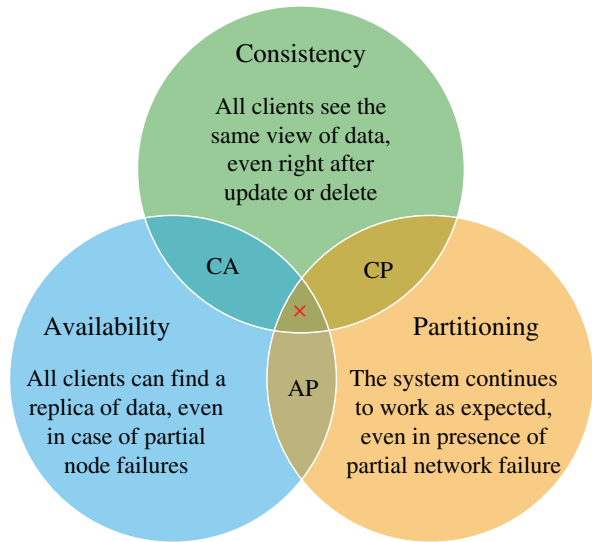 Consistency
All clients see the
same view of data,
even right after
update or delete
CA
CP
×
Availability
All clients can find a
replica of data, even
in case of partial
node failures
AP
Partitioning
The system continues
to work as expected,
even in presence of
partial network failure